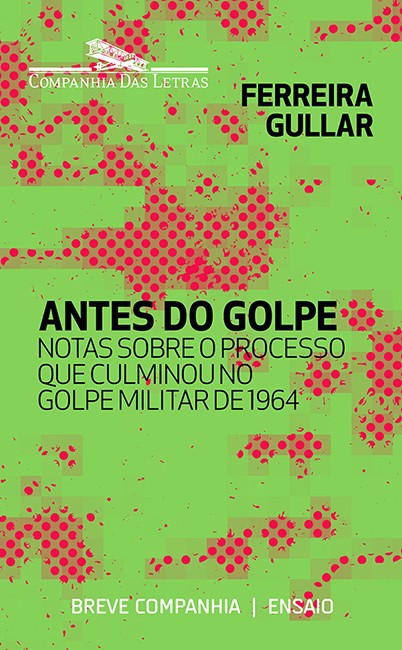 COMPANHIA DAS LETRAS
FERREIRA
GULLAR
ANTES DO GOLPE
NOTAS SOBRE O PROCESSO
QUE CULMINOU NO
GOLPE MILITAR DE 1964
BREVE COMPANHIA | ENSAIO